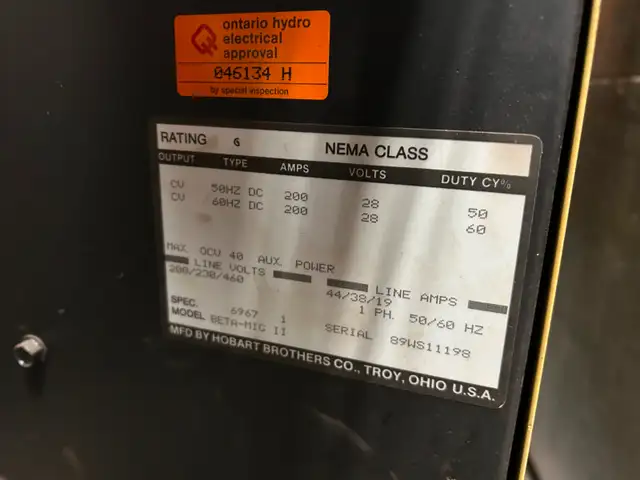 ontario hydro
electrical
approval
046134 H
by special inspection
RATING G NEMA CLASS
OUTPUT TYPE AMPS VOLTS DUTY CY%
CV 50HZ DC 200 28 50
CV 60HZ DC 200 28 60
MAX OCV 40 AUX POWER
LINE VOLTS LINE AMPS
200/230/460 44/38/19
1 PH. 50/60 HZ
SPEC. 6967 1
MODEL BETA-MIG II SERIAL 89WS11198
MFD BY HOBART BROTHERS CO., TROY, OHIO U.S.A.